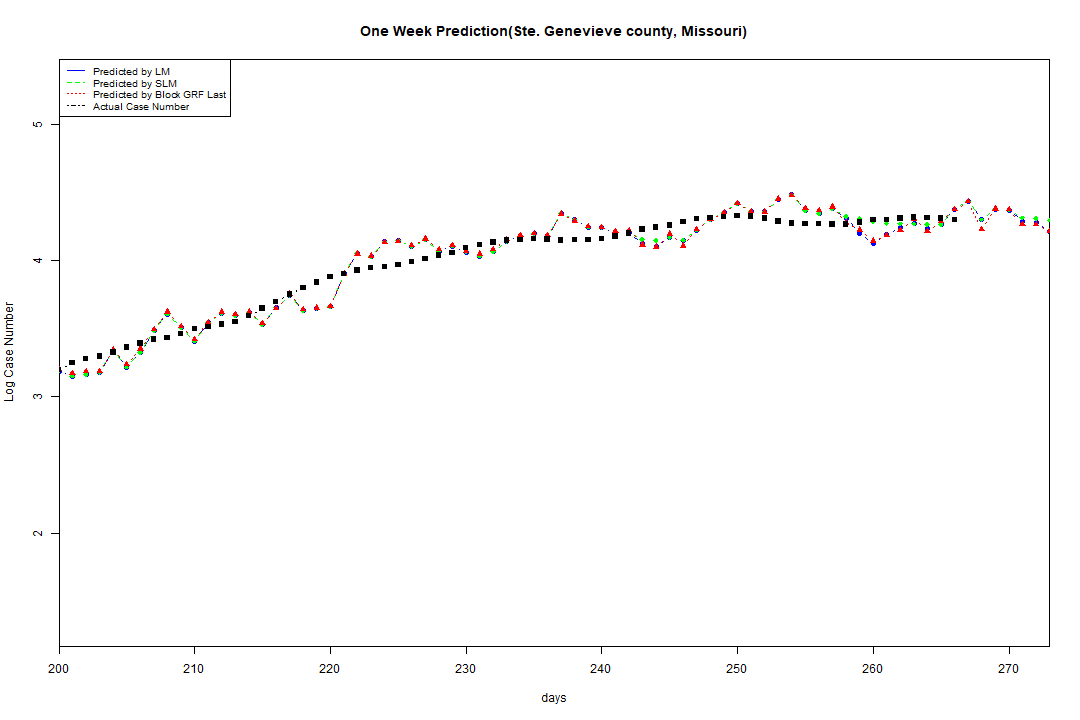 One Week Prediction(Ste. Genevieve county, Missouri)
Predicted by LM
Predicted by SLM
Predicted by Block GRF Last
Actual Case Number
5
4
3
2
Log Case Number
200 210 220 230 240 250 260 270
days